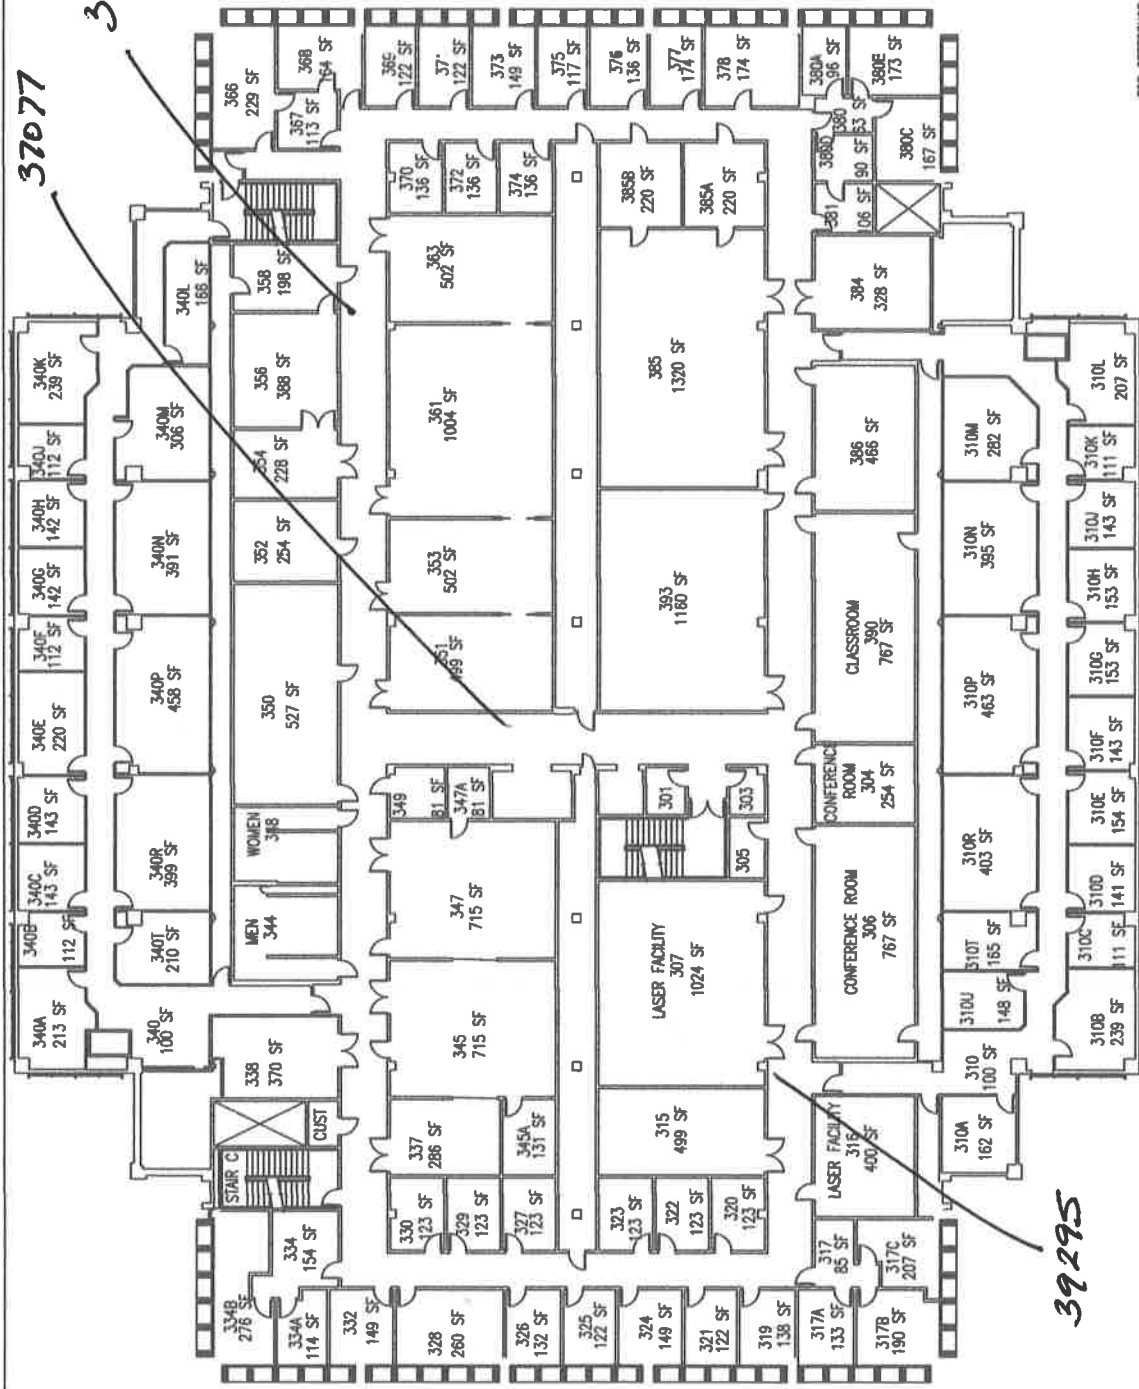 37077
3
366
229 SF
368
164 SF
367
113 SF
369
122 SF
37
122 SF
373
149 SF
375
117 SF
376
136 SF
377
174 SF
378
174 SF
380A
96 SF
380E
173 SF
380
63 SF
380D
90 SF
380C
167 SF
381
106 SF
370
136 SF
372
136 SF
374
136 SF
385B
220 SF
385A
220 SF
340L
168 SF
358
198 SF
363
502 SF
384
328 SF
340K
239 SF
340M
306 SF
356
388 SF
361
1004 SF
385
1320 SF
386
466 SF
310M
282 SF
310L
207 SF
340J
112 SF
354
228 SF
310K
111 SF
340H
142 SF
340N
391 SF
352
254 SF
353
502 SF
393
1160 SF
CLASSROOM
390
767 SF
310N
395 SF
310J
143 SF
340G
142 SF
310H
153 SF
340F
112 SF
340P
458 SF
350
527 SF
351
499 SF
310P
463 SF
310G
153 SF
340E
220 SF
310F
143 SF
340D
143 SF
340R
399 SF
WOMEN
348
349
81 SF
347A
81 SF
301
303
305
CONFERENCE
ROOM
304
254 SF
310R
403 SF
310E
154 SF
340C
143 SF
MEN
344
347
715 SF
LASER FACILITY
307
1024 SF
CONFERENCE ROOM
306
767 SF
310D
141 SF
340B
112 SF
340T
210 SF
310T
165 SF
310C
111 SF
340A
213 SF
340
100 SF
338
370 SF
345
715 SF
310U
148 SF
310B
239 SF
310
100 SF
CUST
STAIR C
337
286 SF
345A
131 SF
315
499 SF
LASER FACILITY
316
400 SF
310A
162 SF
334
154 SF
330
123 SF
329
123 SF
327
123 SF
323
123 SF
322
123 SF
320
123 SF
317
85 SF
317C
207 SF
334B
276 SF
334A
114 SF
332
149 SF
328
260 SF
326
132 SF
325
122 SF
324
149 SF
321
122 SF
319
138 SF
317A
133 SF
317B
190 SF
39295